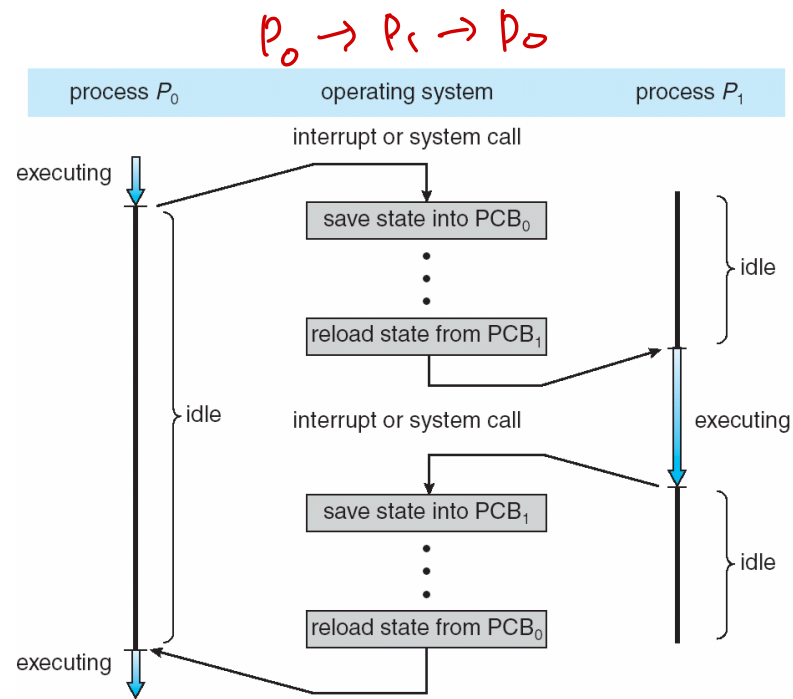 P₀ → P₁ → P₀
process P₀ operating system process P₁
interrupt or system call
executing
save state into PCB₀
idle
reload state from PCB₁
idle
interrupt or system call
executing
save state into PCB₁
idle
reload state from PCB₀
executing